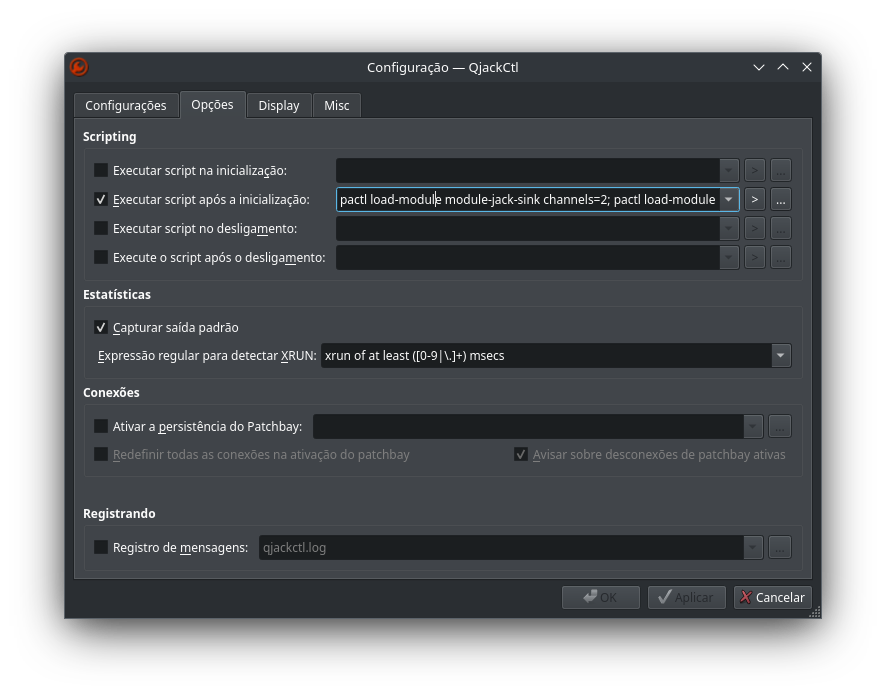 Configuração — QjackCtl
Configurações Opções Display Misc
Scripting
Executar script na inicialização: > ...
Executar script após a inicialização: pactl load-module module-jack-sink channels=2; pactl load-module > ...
Executar script no desligamento: > ...
Execute o script após o desligamento: > ...
Estatísticas
Capturar saída padrão
Expressão regular para detectar XRUN: xrun of at least ([0-9|\.]+) msecs
Conexões
Ativar a persistência do Patchbay: ...
Redefinir todas as conexões na ativação do patchbay Avisar sobre desconexões de patchbay ativas
Registrando
Registro de mensagens: qjackctl.log ...
OK Aplicar Cancelar